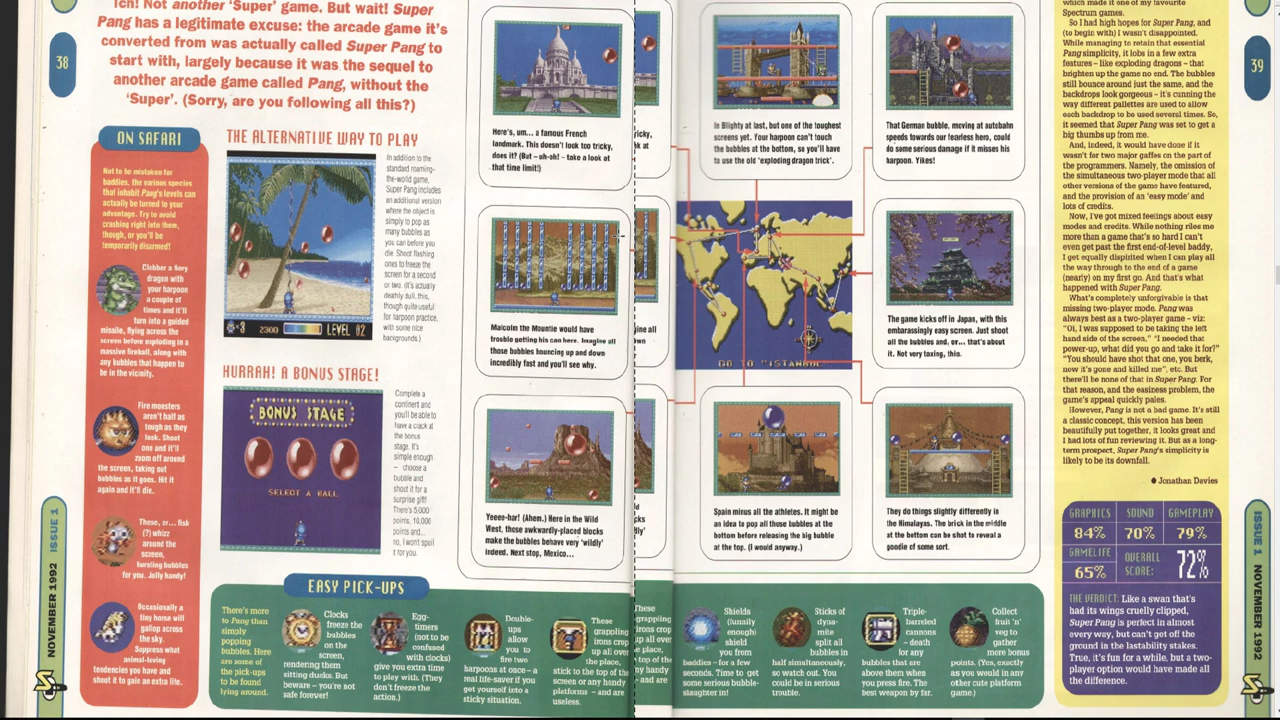 Ich! Not another 'Super' game. But wait! Super
Pang has a legitimate excuse: the arcade game it's
converted from was actually called Super Pang to
start with, largely because it was the sequel to
another arcade game called Pang, without the
'Super'. (Sorry, are you following all this?)
38
ON SAFARI
Not to be mistaken for
baddies, the various species
that inhabit Pang's levels can
actually be turned to your
advantage. Try to avoid
crashing right into them,
though, or you'll be
temporarily disarmed!
Clobber a fiery
dragon with
your harpoon
a couple of
times and it'll
turn into a guided
missile, flying across the
screen before exploding in a
massive fireball, along with
any bubbles that happen to
be in the vicinity.
Fire monsters
aren't half as
tough as they
look. Shoot
one and it'll
zoom off around
the screen, taking out
bubbles as it goes. Hit it
again and it'll die.
These, or... fish
(?) whizz
around the
screen,
bursting bubbles
for you. Jolly handy!
Occasionally a
tiny horse will
gallop across
the sky.
Suppress what
animal-loving
tendencies you have and
shoot it to gain an extra life.
NOVEMBER 1992 ISSUE 1
THE ALTERNATIVE WAY TO PLAY
3 2300 LEVEL 02
In addition to the
standard roaming-
the-world game,
Super Pang includes
an additional version
where the object is
simply to pop as
many bubbles as
you can before you
die. Shoot flashing
ones to freeze the
screen for a second
or two. (It's actually
deathly dull, this,
though quite useful
for harpoon practice,
with some nice
backgrounds.)
HURRAH! A BONUS STAGE!
BONUS STAGE
SELECT A BALL
Complete a
continent and
you'll be able to
have a crack at
the bonus
stage. It's
simple enough
– choose a
bubble and
shoot it for a
surprise gift!
There's 5,000
points, 10,000
points and...
no, I won't spoil
it for you.
Here's, um... a famous French
landmark. This doesn't look too tricky,
does it? (But – uh-oh! – take a look at
that time limit!)
Malcolm the Mountie would have
trouble getting his can here. Imagine all
those bubbles bouncing up and down
incredibly fast and you'll see why.
Yeeee-har! (Ahem.) Here in the Wild
West, those awkwardly-placed blocks
make the bubbles behave very 'wildly'
indeed. Next stop, Mexico...
In Blighty at last, but one of the toughest
screens yet. Your harpoon can't touch
the bubbles at the bottom, so you'll have
to use the old 'exploding dragon trick'.
That German bubble, moving at autobahn
speeds towards our fearless hero, could
do some serious damage if it misses his
harpoon. Yikes!
GO TO "ISTANBUL"
The game kicks off in Japan, with this
embarassingly easy screen. Just shoot
all the bubbles and, or... that's about
it. Not very taxing, this.
Spain minus all the athletes. It might be
an idea to pop all those bubbles at the
bottom before releasing the big bubble
at the top. (I would anyway.)
They do things slightly differently in
the Himalayas. The brick in the middle
at the bottom can be shot to reveal a
goodie of some sort.
EASY PICK-UPS
There's more
to Pang than
simply
popping
bubbles. Here
are some of
the pick-ups
to be found
lying around.
Clocks
freeze the
bubbles
on the
screen,
rendering them
sitting ducks. But
beware – you're not
safe forever!
Egg-
timers
(not to be
confused
with clocks)
give you extra time
to play with. (They
don't freeze the
action.)
Double-
ups
allow
you to
fire two
harpoons at once – a
real life-saver if you
get yourself into a
sticky situation.
These
grappling
irons crop
up all over
the place,
stick to the top of the
screen or any handy
platforms – and are
useless.
These
grappling
irons crop
up all over
the place,
top of the
ny handy
– and are
Shields
(funnily
enough)
shield
you from
baddies – for a few
seconds. Time to get
some serious bubble-
slaughter in!
Sticks of
dyna-
mite
split all
bubbles in
half simultaneously,
so watch out. You
could be in serious
trouble.
Triple-
barreled
cannons
– death
for any
bubbles that are
above them when
you press fire. The
best weapon by far.
Collect
fruit 'n'
veg to
gather
more bonus
points. (Yes, exactly
as you would in any
other cute platform
game.)
which made it one of my favourite
Spectrum games.
So I had high hopes for Super Pang, and
(to begin with) I wasn't disappointed.
While managing to retain that essential
Pang simplicity, it lobs in a few extra
features – like exploding dragons – that
brighten up the game no end. The bubbles
still bounce around just the same, and the
backdrops look gorgeous – it's cunning the
way different pallettes are used to allow
each backdrop to be used several times. So,
it seemed that Super Pang was set to get a
big thumbs up from me.
And, indeed, it would have done if it
wasn't for two major gaffes on the part of
the programmers. Namely, the omission of
the simultaneous two-player mode that all
other versions of the game have featured,
and the provision of an 'easy mode' and
lots of credits.
Now, I've got mixed feelings about easy
modes and credits. While nothing riles me
more than a game that's so hard I can't
even get past the first end-of-level baddy,
I get equally dispirited when I can play all
the way through to the end of a game
(nearly) on my first go. And that's what
happened with Super Pang.
What's completely unforgivable is that
missing two-player mode. Pang was
always best as a two-player game – viz:
"Oi, I was supposed to be taking the left
hand side of the screen," "I needed that
power-up, what did you go and take it for?"
"You should have shot that one, you berk,
now it's gone and killed me", etc. But
there'll be none of that in Super Pang. For
that reason, and the easiness problem, the
game's appeal quickly pales.
However, Pang is not a bad game. It's still
a classic concept, this version has been
beautifully put together, it looks great and
I had lots of fun reviewing it. But as a long-
term prospect, Super Pang's simplicity is
likely to be its downfall.
Jonathan Davies
GRAPHICS SOUND GAMEPLAY
84% 70% 79%
GAMELIFE
65%
OVERALL
SCORE:
72%
THE VERDICT: Like a swan that's
had its wings cruelly clipped,
Super Pang is perfect in almost
every way, but can't get off the
ground in the lastability stakes.
True, it's fun for a while, but a two-
player option would have made all
the difference.
39
ISSUE 1 NOVEMBER 1992